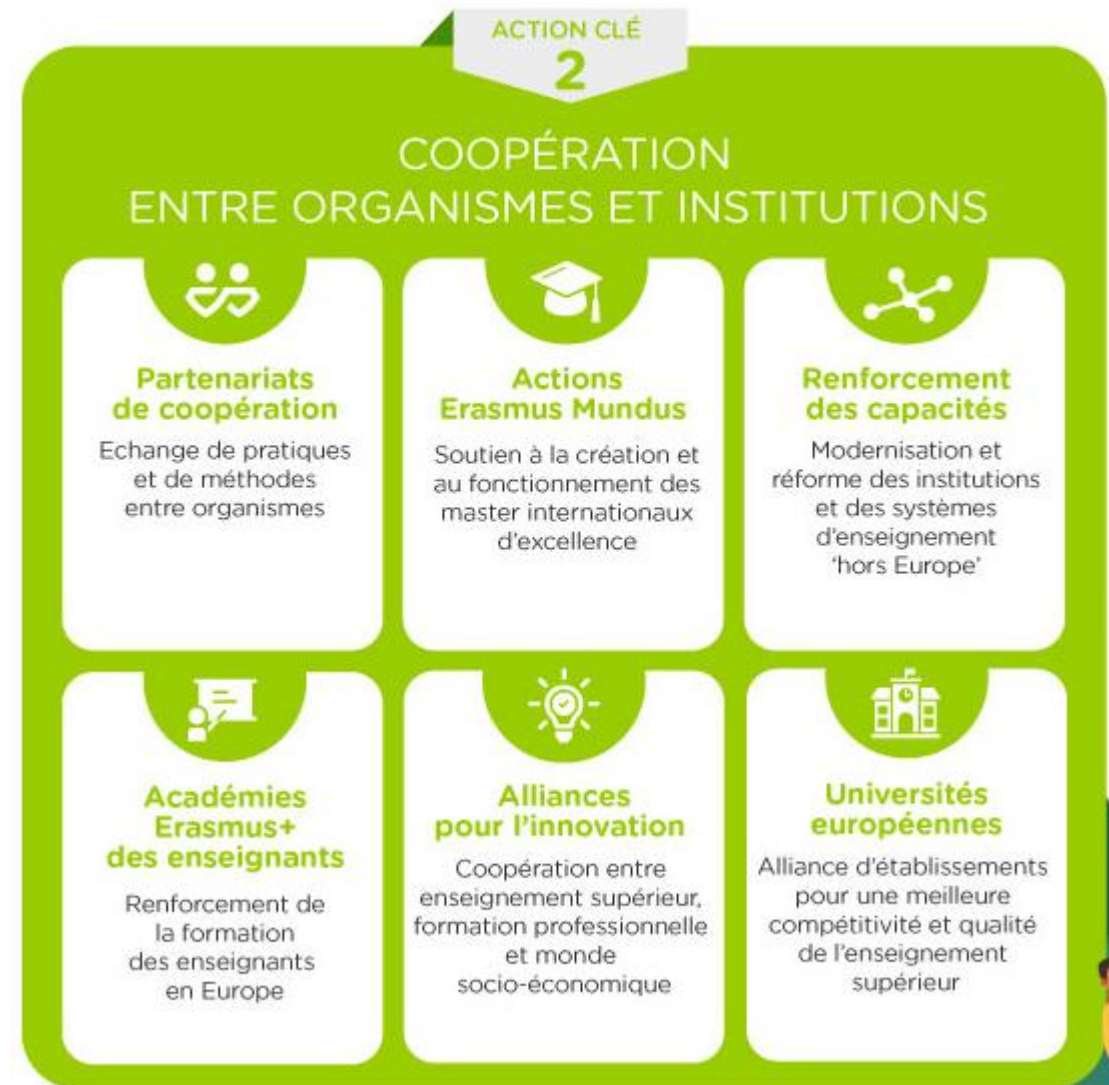 ACTION CLÉ
2
COOPÉRATION
ENTRE ORGANISMES ET INSTITUTIONS
Partenariats
de coopération
Echange de pratiques
et de méthodes
entre organismes
Actions
Erasmus Mundus
Soutien à la création et
au fonctionnement des
master internationaux
d'excellence
Renforcement
des capacités
Modernisation et
réforme des institutions
et des systèmes
d'enseignement
'hors Europe'
Académies
Erasmus+
des enseignants
Renforcement de
la formation
des enseignants
en Europe
Alliances
pour l'innovation
Coopération entre
enseignement supérieur,
formation professionnelle
et monde
socio-économique
Universités
européennes
Alliance d'établissements
pour une meilleure
compétitivité et qualité
de l'enseignement
supérieur